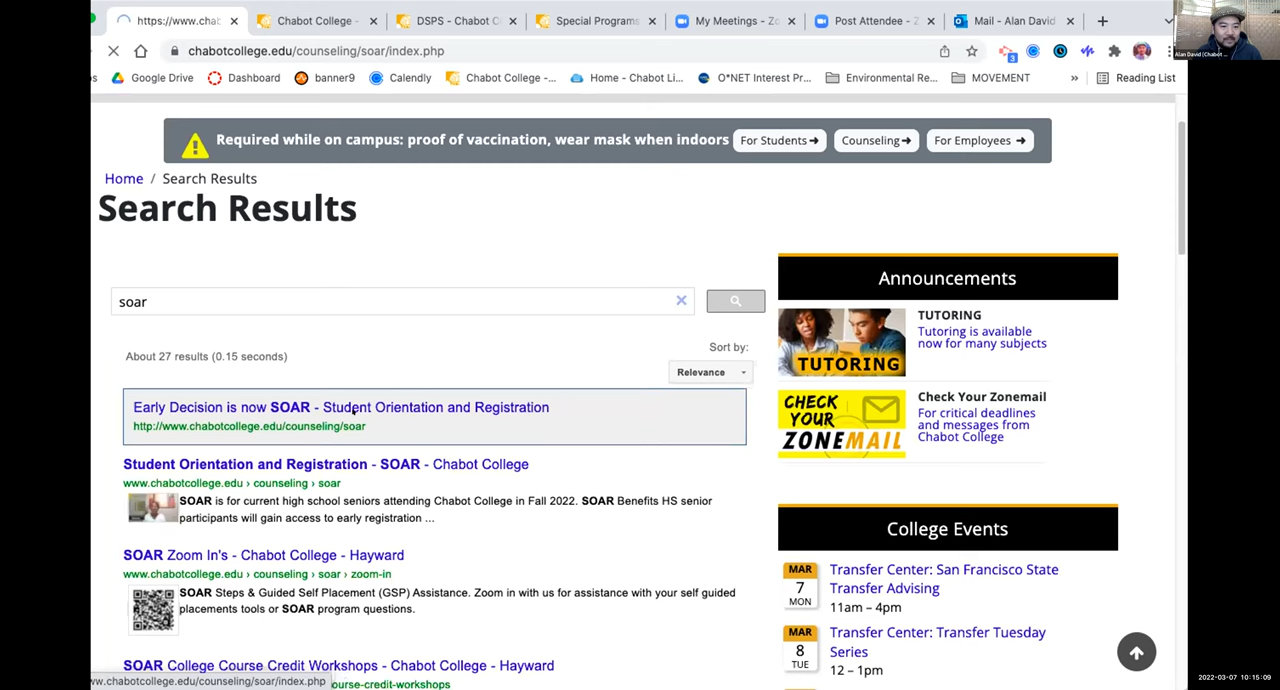 https://www.chab
Chabot College -
DSPS - Chabot C
Special Programs
My Meetings - Zo
Post Attendee - Z
Mail - Alan David
chabotcollege.edu/counseling/soar/index.php
3
Alan David (Chabot ...
s
Google Drive
Dashboard
banner9
Calendly
Chabot College -...
Home - Chabot Li...
O*NET Interest Pr...
Environmental Re...
MOVEMENT
»
Reading List
Required while on campus: proof of vaccination, wear mask when indoors
For Students➔
Counseling➔
For Employees ➔
Home / Search Results
Search Results
soar
About 27 results (0.15 seconds)
Sort by:
Relevance
Early Decision is now SOAR - Student Orientation and Registration
http://www.chabotcollege.edu/counseling/soar
Student Orientation and Registration - SOAR - Chabot College
www.chabotcollege.edu › counseling › soar
SOAR is for current high school seniors attending Chabot College in Fall 2022. SOAR Benefits HS senior
participants will gain access to early registration ...
SOAR Zoom In's - Chabot College - Hayward
www.chabotcollege.edu › counseling › soar › zoom-in
SOAR Steps & Guided Self Placement (GSP) Assistance. Zoom in with us for assistance with your self guided
placements tools or SOAR program questions.
SOAR College Course Credit Workshops - Chabot College - Hayward
ww.chabotcollege.edu/counseling/soar/index.php
ourse-credit-workshops
Announcements
TUTORING
TUTORING
Tutoring is available
now for many subjects
CHECK
YOUR
ZONEMAIL
Check Your Zonemail
For critical deadlines
and messages from
Chabot College
College Events
MAR
7
MON
Transfer Center: San Francisco State
Transfer Advising
11am – 4pm
MAR
8
TUE
Transfer Center: Transfer Tuesday
Series
12 – 1pm
2022-03-07 10:15:09